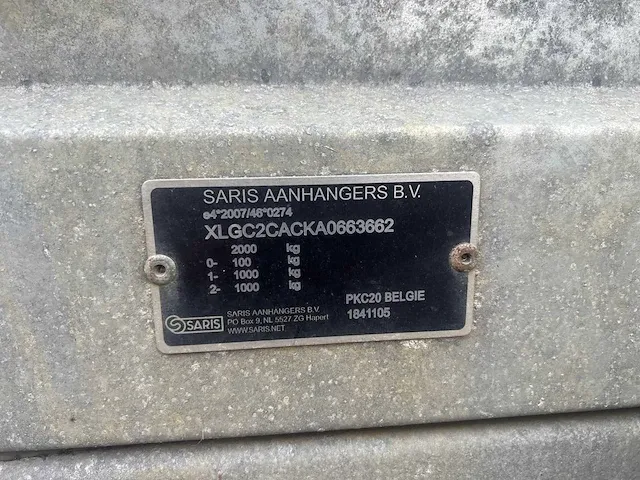 SARIS AANHANGERS B.V.
e4*2007/46*0274
XLGC2CACKA0663662
2000 kg
0- 100 kg
1- 1000 kg
2- 1000 kg
PKC20 BELGIE
1841105
SARIS
SARIS AANHANGERS B.V.
PO Box 9, NL 5527 ZG Hapert
WWW.SARIS.NET